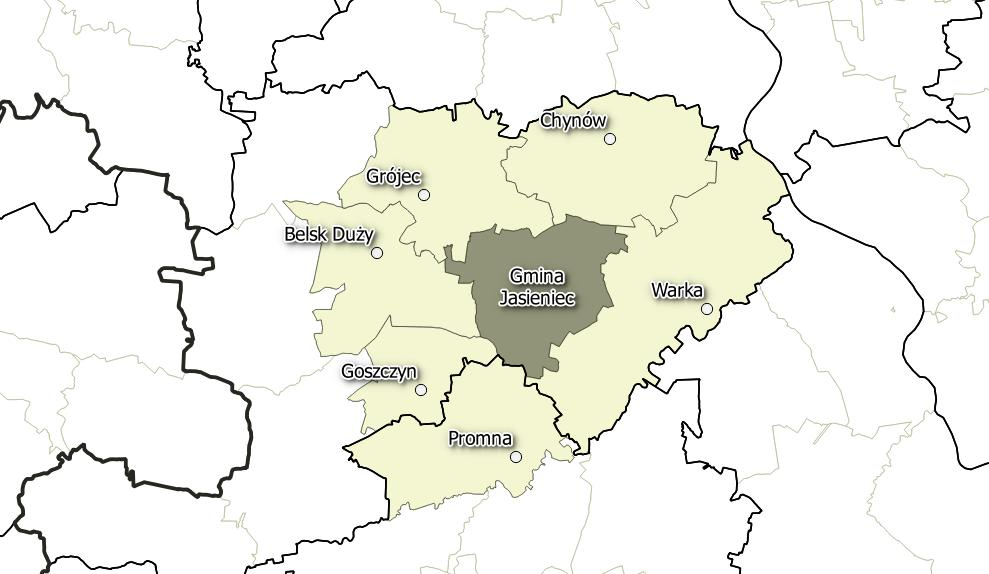 Chynów
Grójec
Belsk Duży
Gmina
Jasieniec
Warka
Goszczyn
Promna